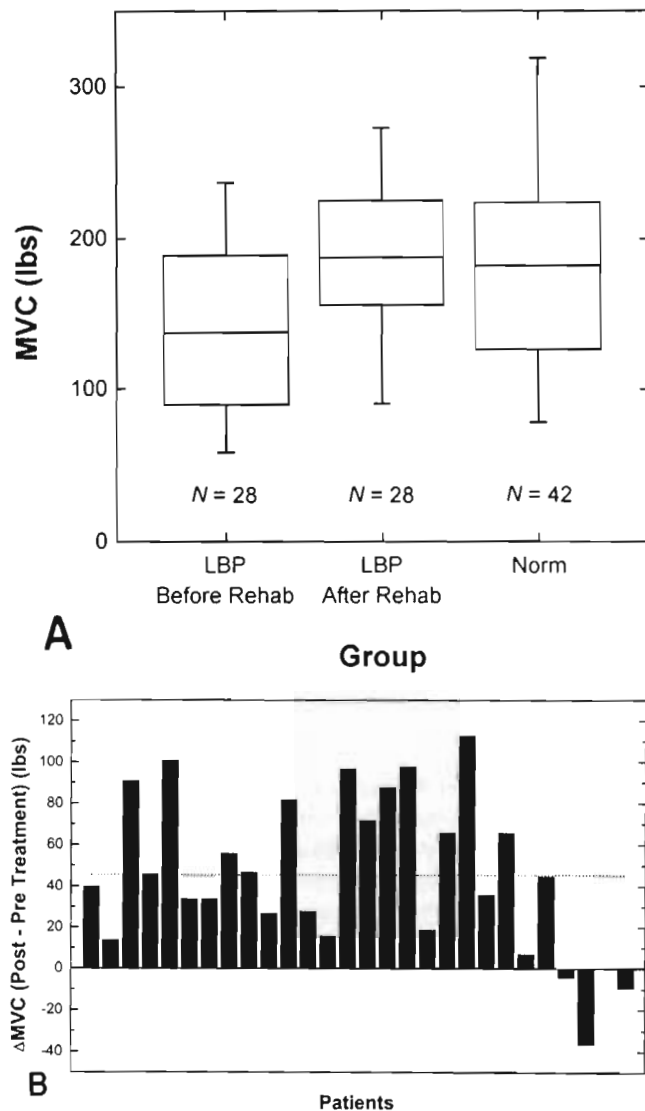 300
200
100
0
MVC (lbs)
N = 28
N = 28
N = 42
LBP
Before Rehab
LBP
After Rehab
Norm
A
Group
120
100
80
60
40
20
0
-20
-40
ΔMVC (Post - Pre Treatment) (lbs)
B
Patients